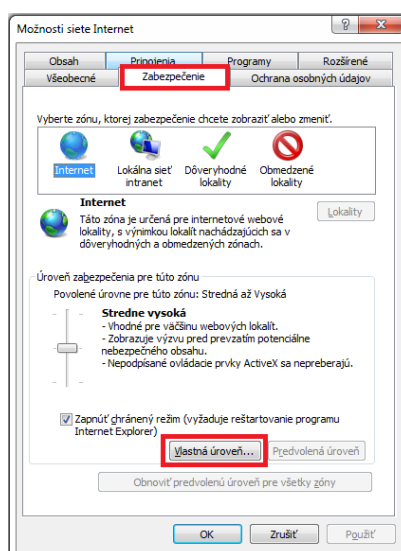 Možnosti siete Internet
Obsah Pripojenia Programy Rozšírené
Všeobecné Zabezpečenie Ochrana osobných údajov
Vyberte zónu, ktorej zabezpečenie chcete zobraziť alebo zmeniť.
Internet Lokálna sieť intranet Dôveryhodné lokality Obmedzené lokality
Internet
Táto zóna je určená pre internetové webové
lokality, s výnimkou lokalít nachádzajúcich sa v
dôveryhodných a obmedzených zónach.
Lokality
Úroveň zabezpečenia pre túto zónu
Povolené úrovne pre túto zónu: Stredná až Vysoká
Stredne vysoká
- Vhodné pre väčšinu webových lokalít.
- Zobrazuje výzvu pred prevzatím potenciálne
nebezpečného obsahu.
- Nepodpísané ovládacie prvky ActiveX sa nepreberajú.
Zapnúť chránený režim (vyžaduje reštartovanie programu
Internet Explorer)
Vlastná úroveň... Predvolená úroveň
Obnoviť predvolenú úroveň pre všetky zóny
OK Zrušiť Použiť